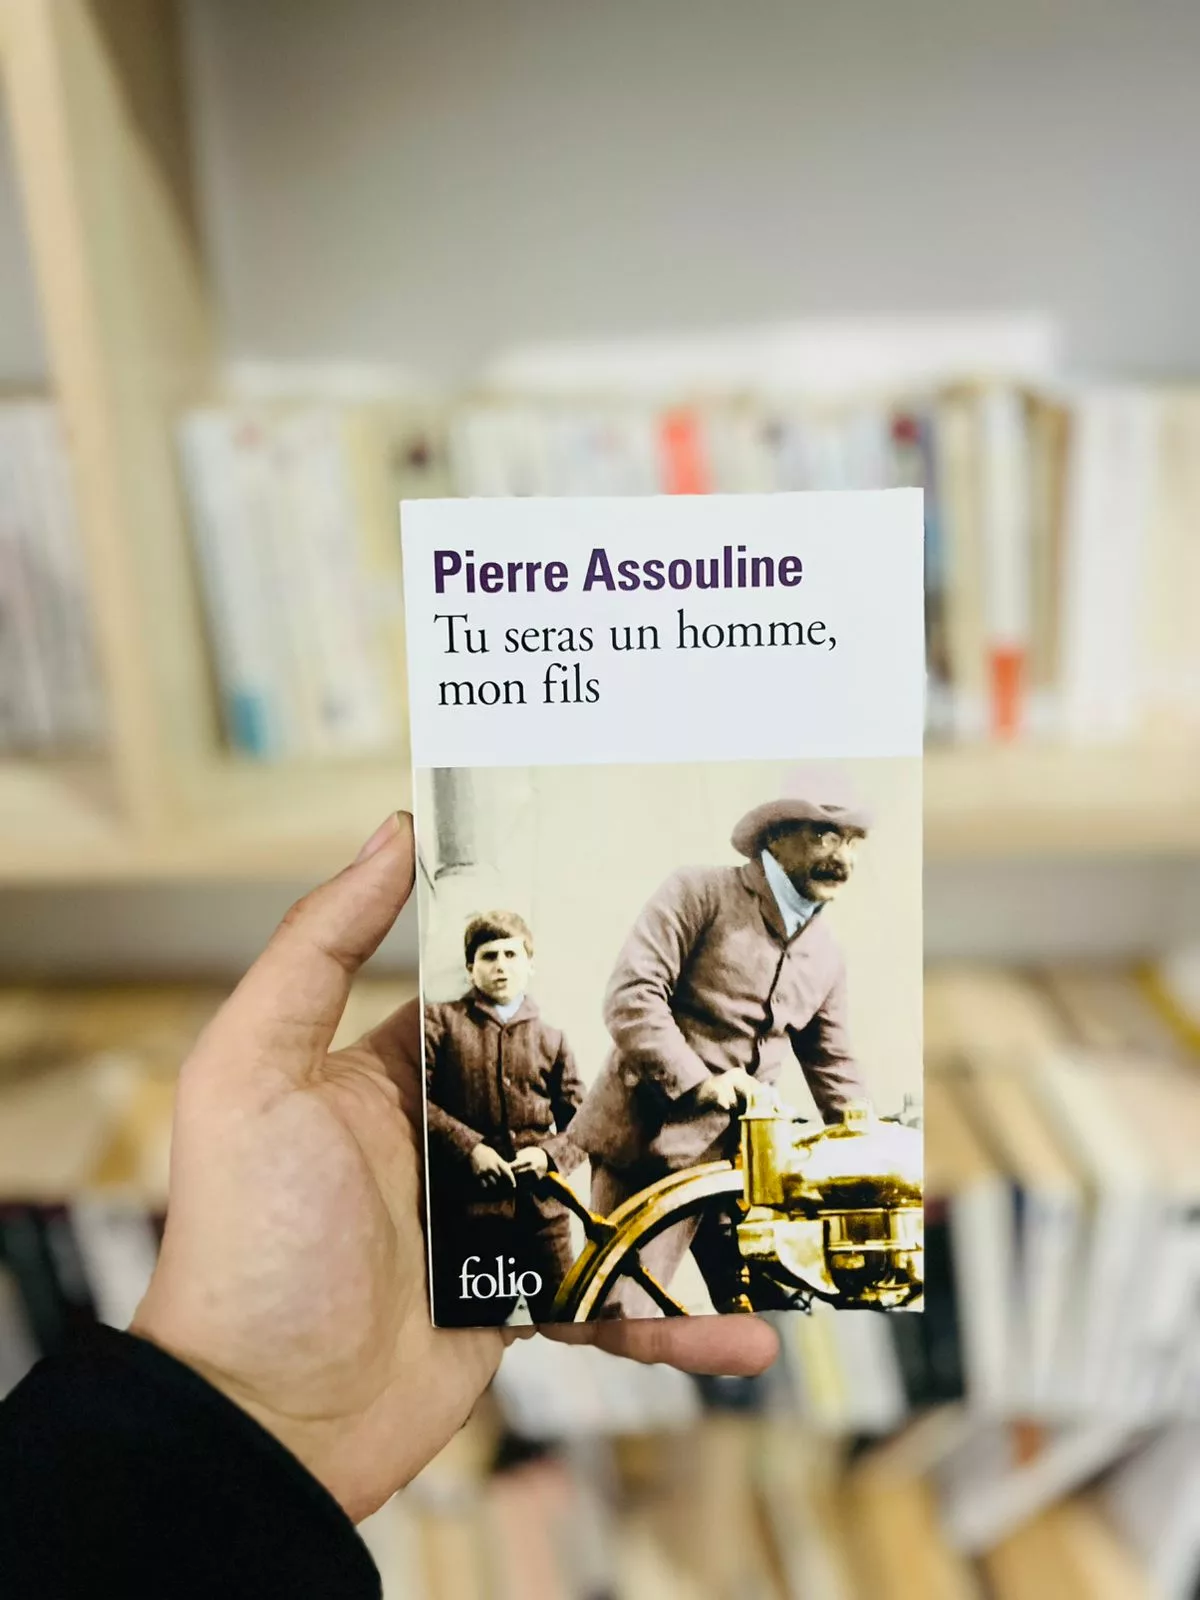 Pierre Assouline
Tu seras un homme,
mon fils
folio